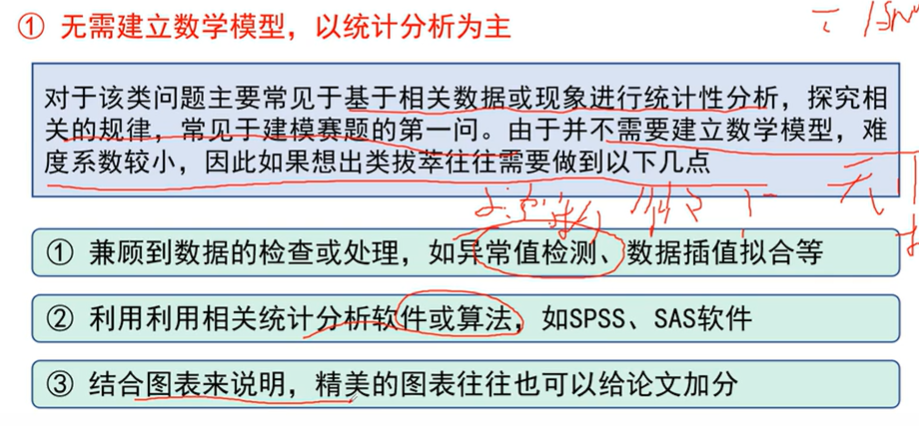 ① 无需建立数学模型，以统计分析为主
对于该类问题主要常见于基于相关数据或现象进行统计性分析，探究相
关的规律，常见于建模赛题的第一问。由于并不需要建立数学模型，难
度系数较小，因此如果想出类拔萃往往需要做到以下几点
① 兼顾到数据的检查或处理，如异常值检测、数据插值拟合等
② 利用利用相关统计分析软件或算法，如SPSS、SAS软件
③ 结合图表来说明，精美的图表往往也可以给论文加分